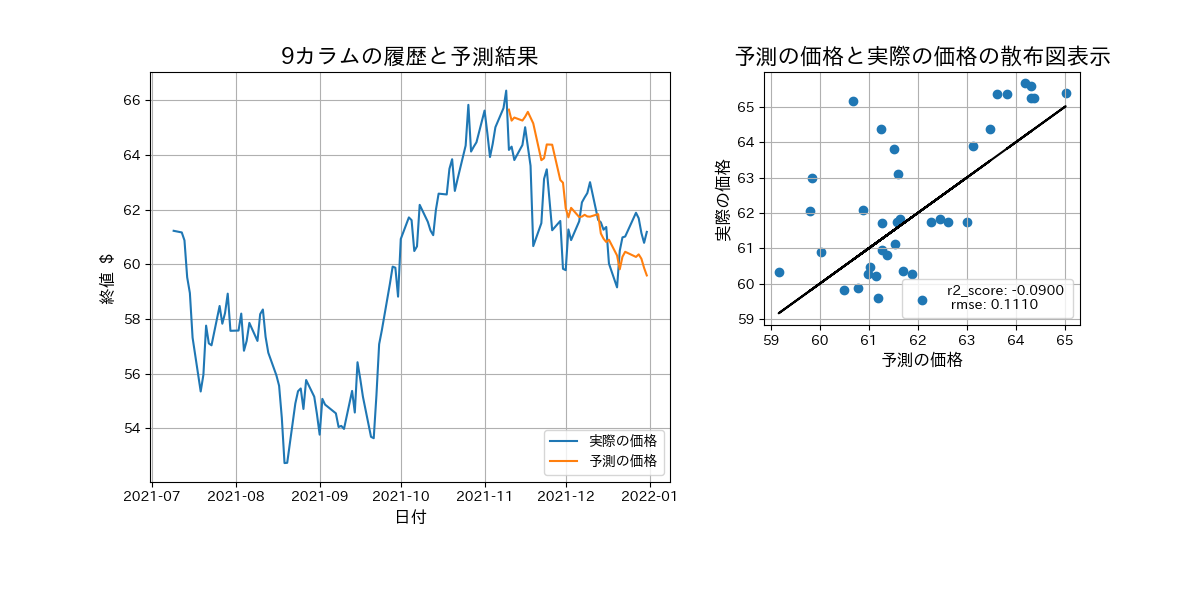 9カラムの履歴と予測結果
終値 $
66
64
62
60
58
56
54
2021-07 2021-08 2021-09 2021-10 2021-11 2021-12 2022-01
日付
実際の価格
予測の価格
予測の価格と実際の価格の散布図表示
実際の価格
65
64
63
62
61
60
59
r2_score: -0.0900
rmse: 0.1110
59 60 61 62 63 64 65
予測の価格